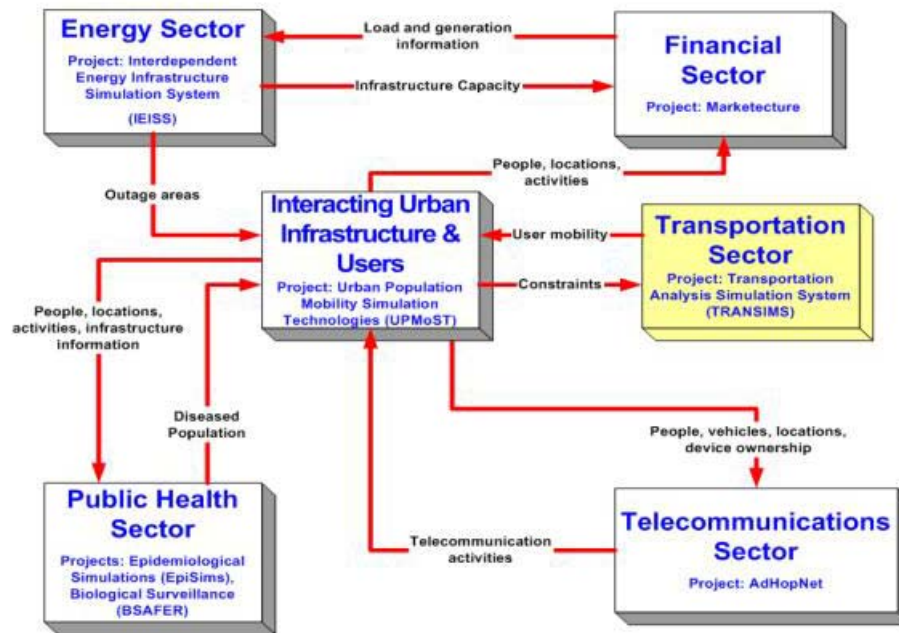 Energy Sector
Project: Interdependent
Energy Infrastructure
Simulation System
(IEISS)
Load and generation
information
Infrastructure Capacity
Financial
Sector
Project: Marketecture
Outage areas
People, locations,
activities
Interacting Urban
Infrastructure &
Users
Project: Urban Population
Mobility Simulation
Technologies (UPMoST)
User mobility
Constraints
Transportation
Sector
Project: Transportation
Analysis Simulation System
(TRANSIMS)
People, locations,
activities, infrastructure
information
Diseased
Population
People, vehicles, locations,
device ownership
Public Health
Sector
Projects: Epidemiological
Simulations (EpiSims),
Biological Surveillance
(BSAFER)
Telecommunication
activities
Telecommunications
Sector
Project: AdHopNet